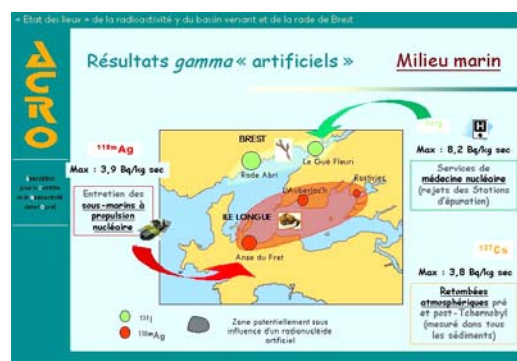 « Etat des lieux » de la radioactivité y du bassin versant et de la rade de Brest
ACRO
Résultats gamma « artificiels »
Milieu marin
110mAg
Max : 3,9 Bq/kg sec
Entretien des
sous-marins à
propulsion
nucléaire
BREST
Rade Abri
Le Gué Fleuri
L'Auberlac'h
ILE LONGUE
Anse du Fret
131I
H
Max : 8,2 Bq/kg sec
Services de
médecine nucléaire
(rejets des Stations
d'épuration)
137Cs
Max : 3,8 Bq/kg sec
Retombées
atmosphériques pré
et post-Tchernobyl
(mesuré dans tous
les sédiments)
131I
110mAg
Zone potentiellement sous
influence d'un radionucléide
artificiel